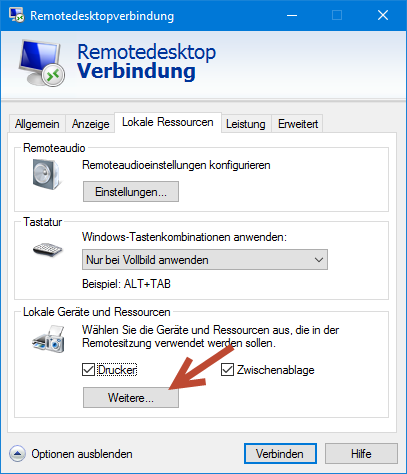 Remotedesktopverbindung
Remotedesktop
Verbindung
Allgemein Anzeige Lokale Ressourcen Leistung Erweitert
Remoteaudio
Remoteaudioeinstellungen konfigurieren
Einstellungen...
Tastatur
Windows-Tastenkombinationen anwenden:
Nur bei Vollbild anwenden
Beispiel: ALT+TAB
Lokale Geräte und Ressourcen
Wählen Sie die Geräte und Ressourcen aus, die in der
Remotesitzung verwendet werden sollen.
Drucker Zwischenablage
Weitere...
Optionen ausblenden Verbinden Hilfe